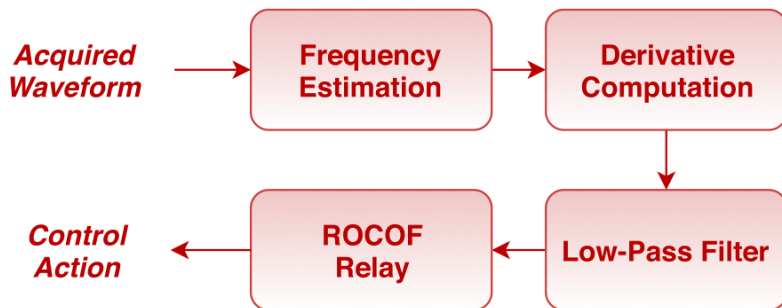 Acquired
Waveform
Frequency
Estimation
Derivative
Computation
Low-Pass Filter
ROCOF
Relay
Control
Action